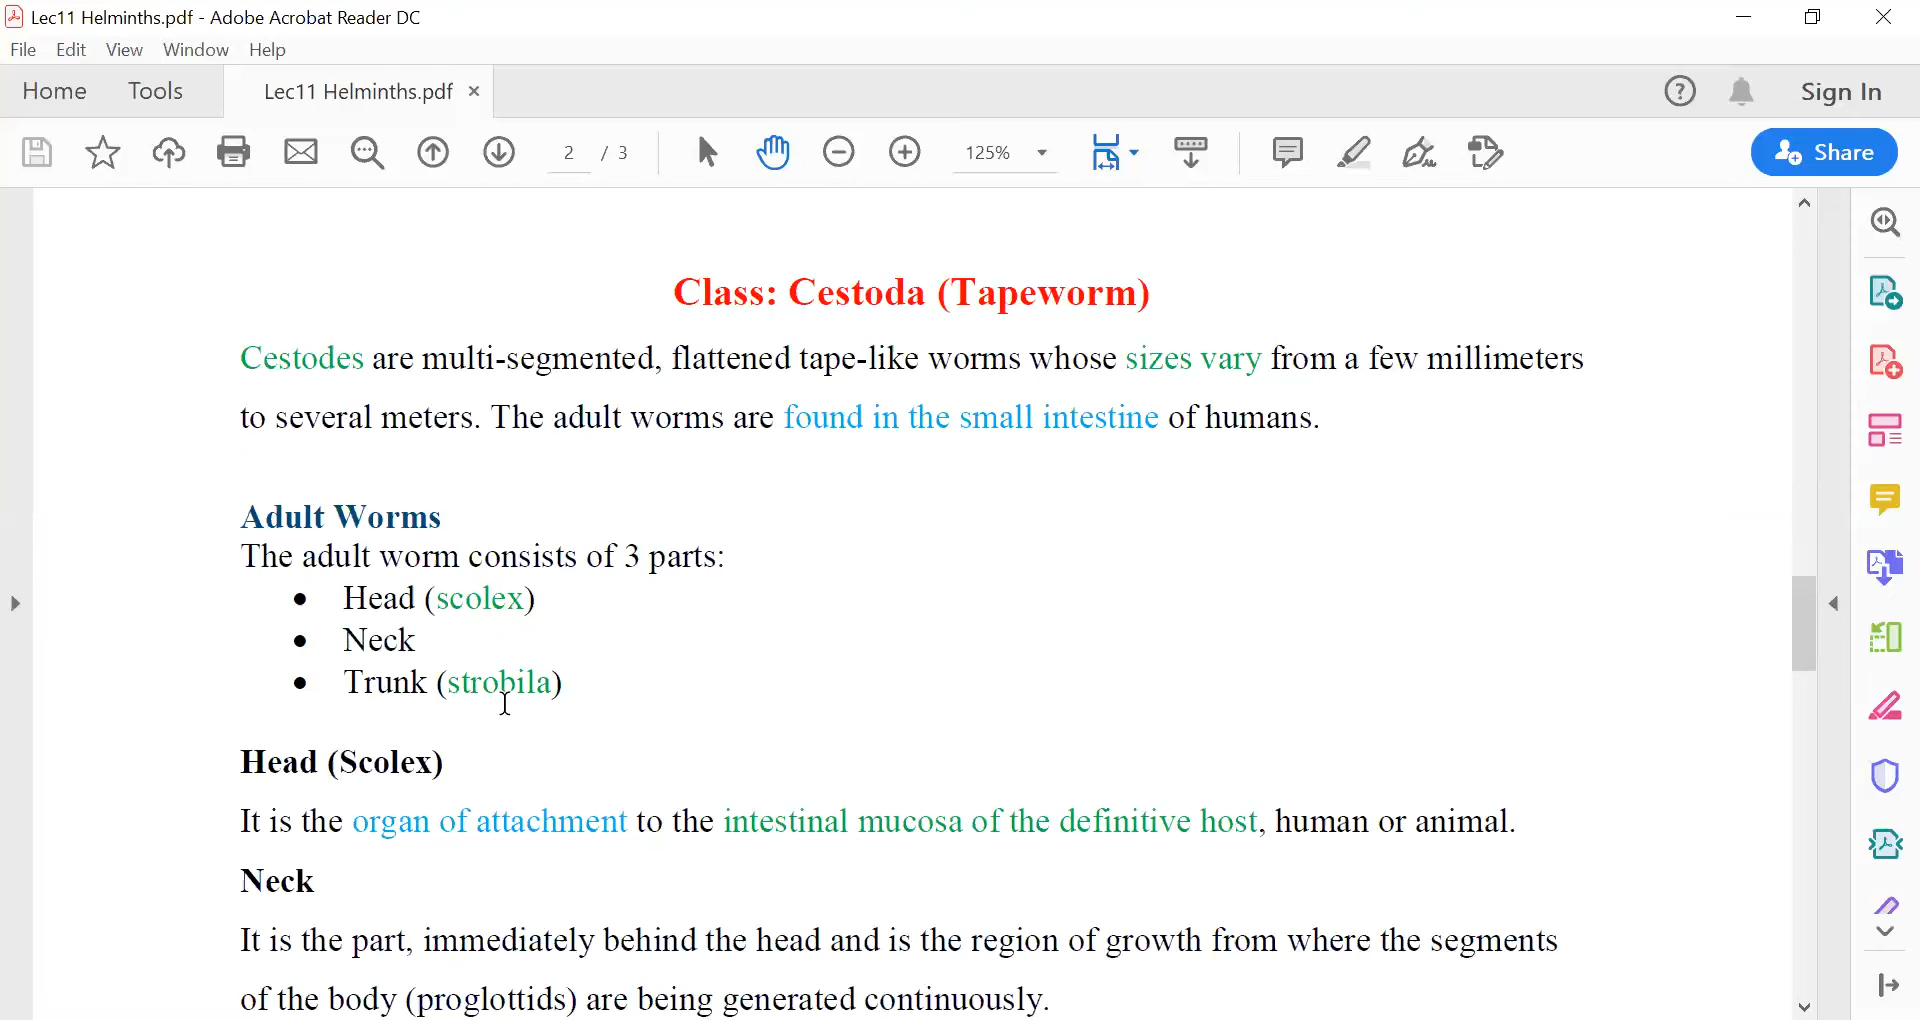 Lec11 Helminths.pdf - Adobe Acrobat Reader DC
File Edit View Window Help
Home Tools Lec11 Helminths.pdf × Sign In
2 / 3 125% Share
Class: Cestoda (Tapeworm)
Cestodes are multi-segmented, flattened tape-like worms whose sizes vary from a few millimeters
to several meters. The adult worms are found in the small intestine of humans.
Adult Worms
The adult worm consists of 3 parts:
• Head (scolex)
• Neck
• Trunk (strobila)
Head (Scolex)
It is the organ of attachment to the intestinal mucosa of the definitive host, human or animal.
Neck
It is the part, immediately behind the head and is the region of growth from where the segments
of the body (proglottids) are being generated continuously.